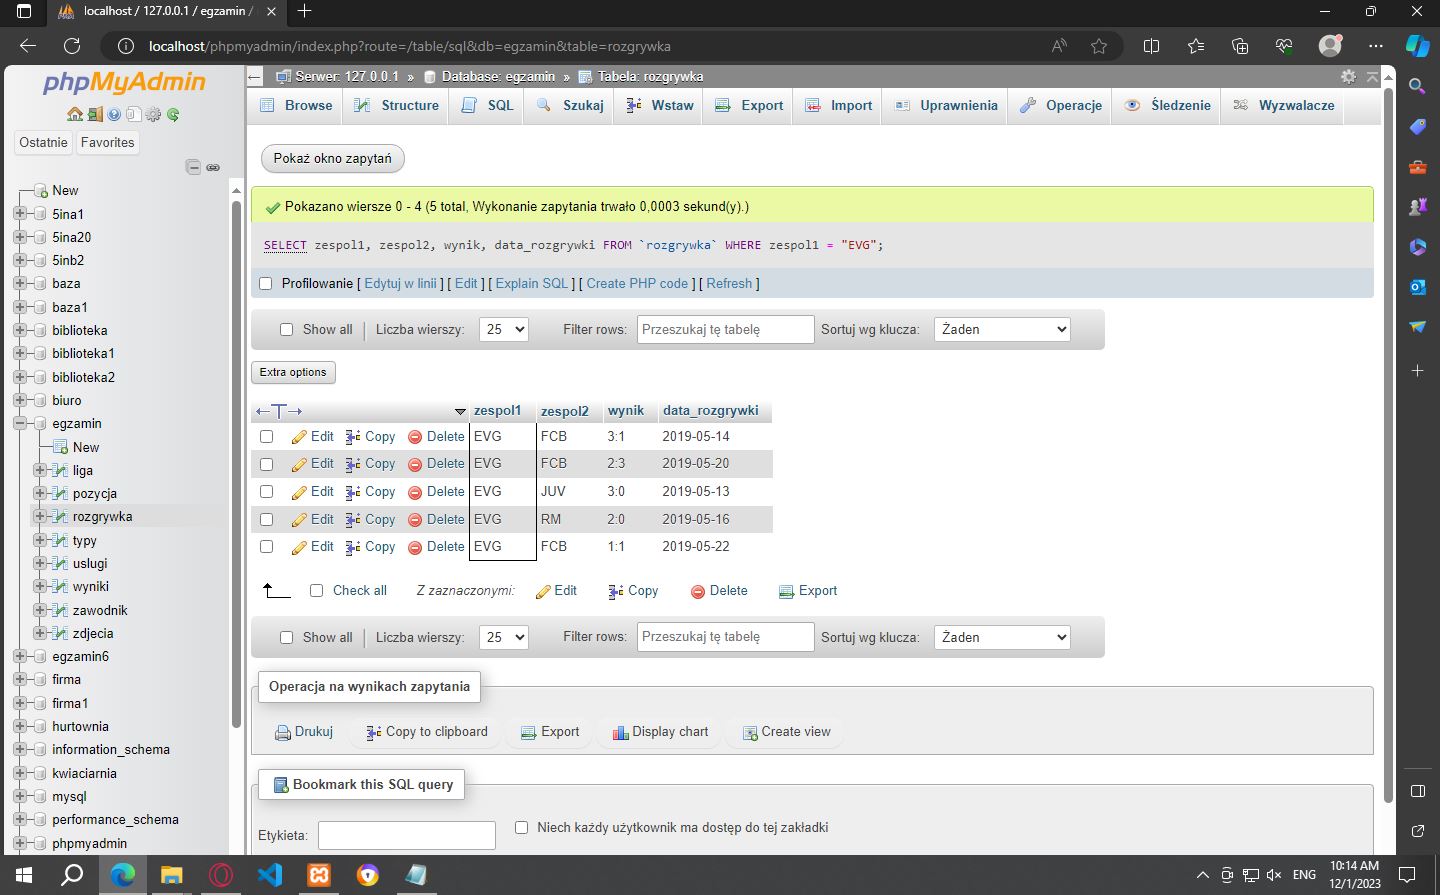 localhost / 127.0.0.1 / egzamin /
localhost/phpmyadmin/index.php?route=/table/sql&db=egzamin&table=rozgrywka
phpMyAdmin
Ostatnie Favorites
New
5ina1
5ina20
5inb2
baza
baza1
biblioteka
biblioteka1
biblioteka2
biuro
egzamin
New
liga
pozycja
rozgrywka
typy
uslugi
wyniki
zawodnik
zdjecia
egzamin6
firma
firma1
hurtownia
information_schema
kwiaciarnia
mysql
performance_schema
phpmyadmin
Serwer: 127.0.0.1 » Database: egzamin » Tabela: rozgrywka
Browse Structure SQL Szukaj Wstaw Export Import Uprawnienia Operacje Śledzenie Wyzwalacze
Pokaż okno zapytań
Pokazano wiersze 0 - 4 (5 total, Wykonanie zapytania trwało 0,0003 sekund(y).)
SELECT zespol1, zespol2, wynik, data_rozgrywki FROM `rozgrywka` WHERE zespol1 = "EVG";
Profilowanie [ Edytuj w linii ] [ Edit ] [ Explain SQL ] [ Create PHP code ] [ Refresh ]
Show all Liczba wierszy: 25 Filter rows: Przeszukaj tę tabelę Sortuj wg klucza: Żaden
Extra options
←T→ zespol1 zespol2 wynik data_rozgrywki
Edit Copy Delete EVG FCB 3:1 2019-05-14
Edit Copy Delete EVG FCB 2:3 2019-05-20
Edit Copy Delete EVG JUV 3:0 2019-05-13
Edit Copy Delete EVG RM 2:0 2019-05-16
Edit Copy Delete EVG FCB 1:1 2019-05-22
Check all Z zaznaczonymi: Edit Copy Delete Export
Show all Liczba wierszy: 25 Filter rows: Przeszukaj tę tabelę Sortuj wg klucza: Żaden
Operacja na wynikach zapytania
Drukuj Copy to clipboard Export Display chart Create view
Bookmark this SQL query
Etykieta: Niech każdy użytkownik ma dostęp do tej zakładki
ENG
10:14 AM
12/1/2023